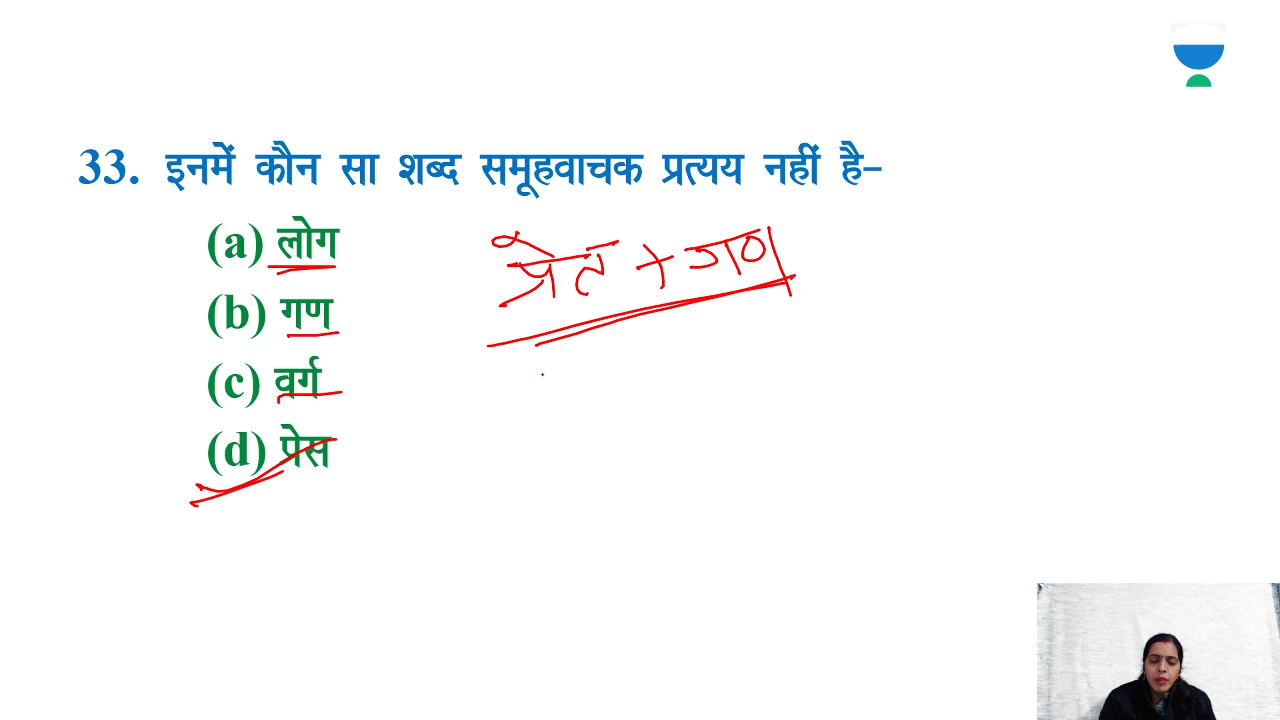 33. इनमें कौन सा शब्द समूहवाचक प्रत्यय नहीं है-
(a) लोग
प्रेत + गण
(b) गण
(c) वर्ग
(d) पेस